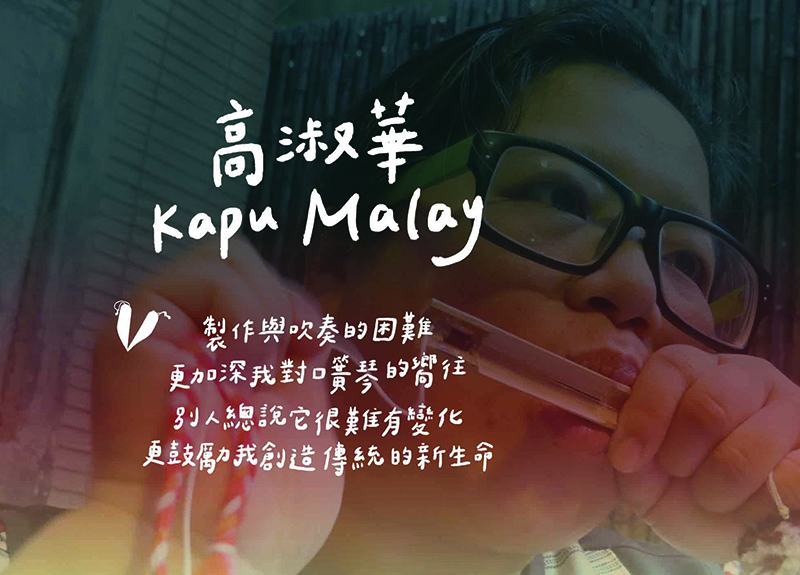 高淑華
Kapu Malay
製作與吹奏的困難
更加深我對口簧琴的嚮往
別人總說它很難有變化
更鼓勵我創造傳統的新生命